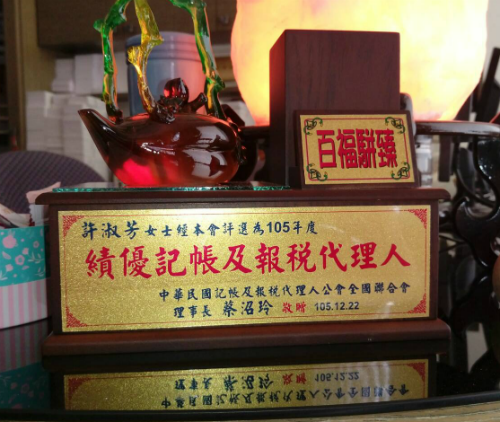 百福駢臻
許淑芳女士經本會評選為105年度
績優記帳及報稅代理人
中華民國記帳及報稅代理人公會全國聯合會
理事長 蔡沼玲 敬贈 105.12.22